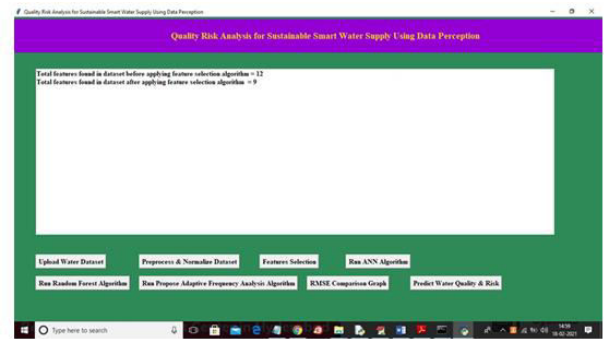 Quality Risk Analysis for Sustainable Smart Water Supply Using Data Perception
Quality Risk Analysis for Sustainable Smart Water Supply Using Data Perception
Total features found in dataset before applying feature selection algorithm = 12
Total features found in dataset after applying feature selection algorithm = 9
Upload Water Dataset Preprocess & Normalize Dataset Features Selection Run ANN Algorithm
Run Random Forest Algorithm Run Propose Adaptive Frequency Analysis Algorithm RMSE Comparison Graph Predict Water Quality & Risk
Type here to search
14:59
16-02-2021